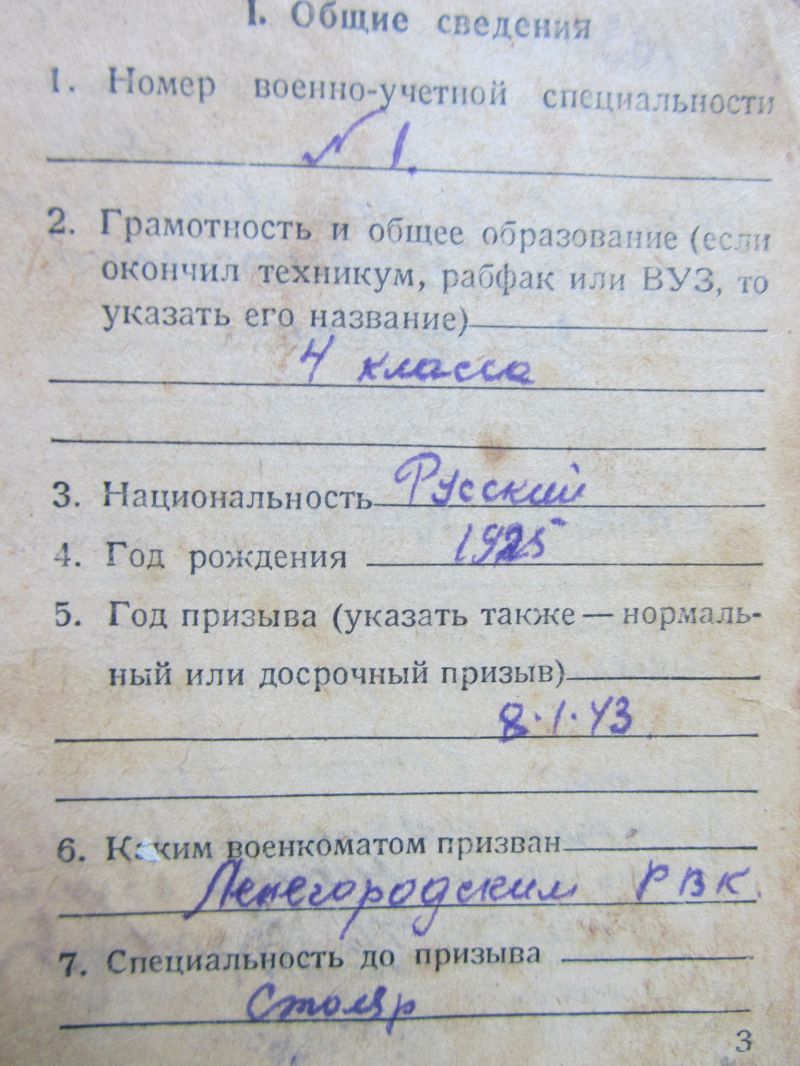 I. Общие сведения
1. Номер военно-учетной специальности
№ 1.
2. Грамотность и общее образование (если
окончил техникум, рабфак или ВУЗ, то
указать его название)
4 класса
3. Национальность Русский
4. Год рождения 1925
5. Год призыва (указать также — нормаль-
ный или досрочный призыв)
8.1.43
6. Каким военкоматом призван
РВК.
7. Специальность до призыва
Столяр
3